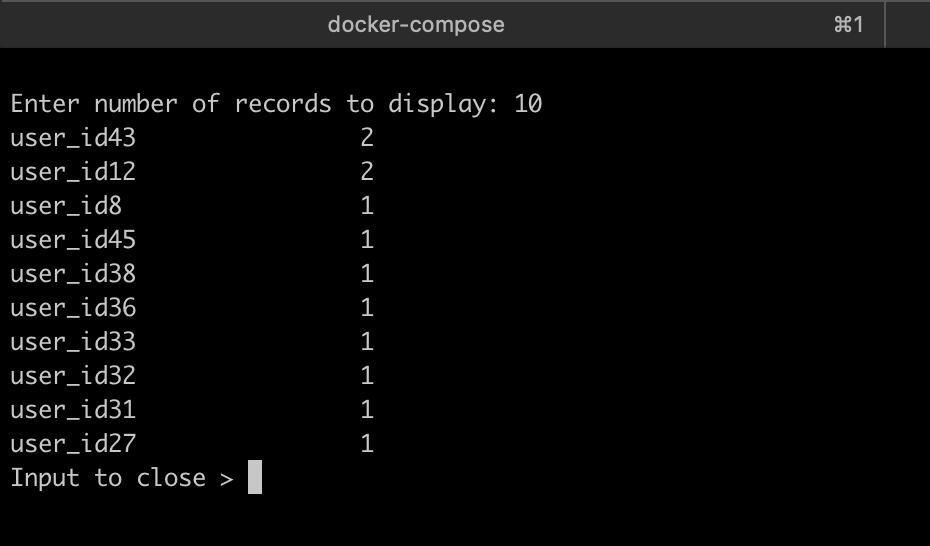 docker-compose ⌘1
Enter number of records to display: 10
user_id43 2
user_id12 2
user_id8 1
user_id45 1
user_id38 1
user_id36 1
user_id33 1
user_id32 1
user_id31 1
user_id27 1
Input to close >